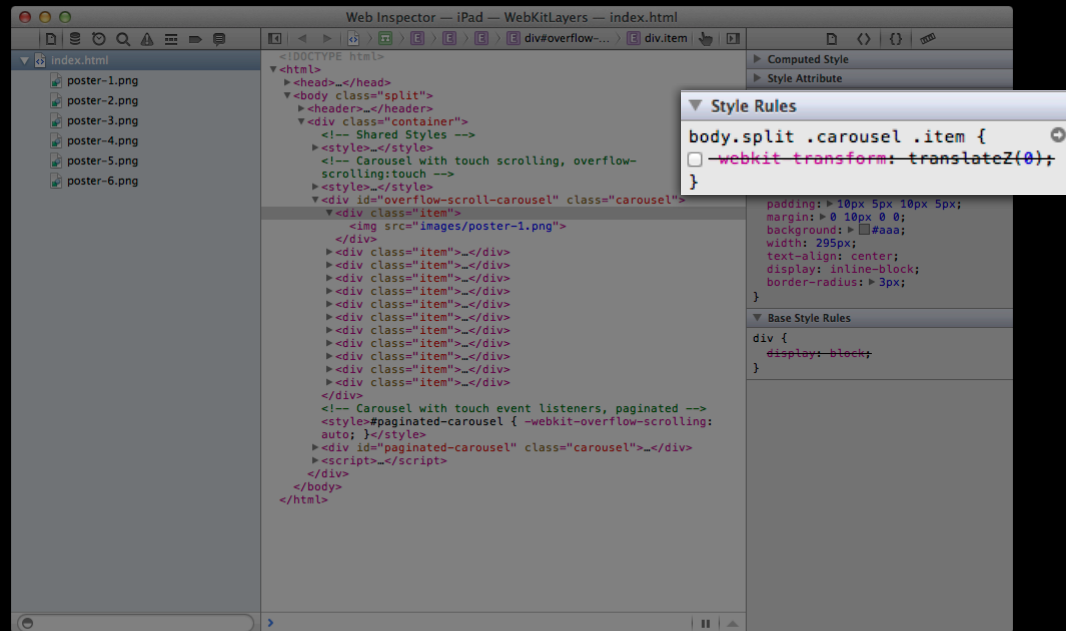 Web Inspector — iPad — WebKitLayers — index.html
E E E E div#overflow-... E div.item
index.html
poster-1.png
poster-2.png
poster-3.png
poster-4.png
poster-5.png
poster-6.png
<!DOCTYPE html>
<html>
<head>…</head>
<body class="split">
<header>…</header>
<div class="container">
<!-- Shared Styles -->
<style>…</style>
<!-- Carousel with touch scrolling, overflow-
scrolling:touch -->
<style>…</style>
<div id="overflow-scroll-carousel" class="carousel">
<div class="item">
<img src="images/poster-1.png">
</div>
<div class="item">…</div>
<div class="item">…</div>
<div class="item">…</div>
<div class="item">…</div>
<div class="item">…</div>
<div class="item">…</div>
<div class="item">…</div>
<div class="item">…</div>
<div class="item">…</div>
<div class="item">…</div>
<div class="item">…</div>
</div>
<!-- Carousel with touch event listeners, paginated -->
<style>#paginated-carousel { -webkit-overflow-scrolling:
auto; }</style>
<div id="paginated-carousel" class="carousel">…</div>
<script>…</script>
</div>
</body>
</html>
Computed Style
Style Attribute
Style Rules
body.split .carousel .item {
-webkit-transform: translateZ(0);
}
padding: 10px 5px 10px 5px;
margin: 0 10px 0 0;
background: #aaa;
width: 295px;
text-align: center;
display: inline-block;
border-radius: 3px;
}
Base Style Rules
div {
display: block;
}